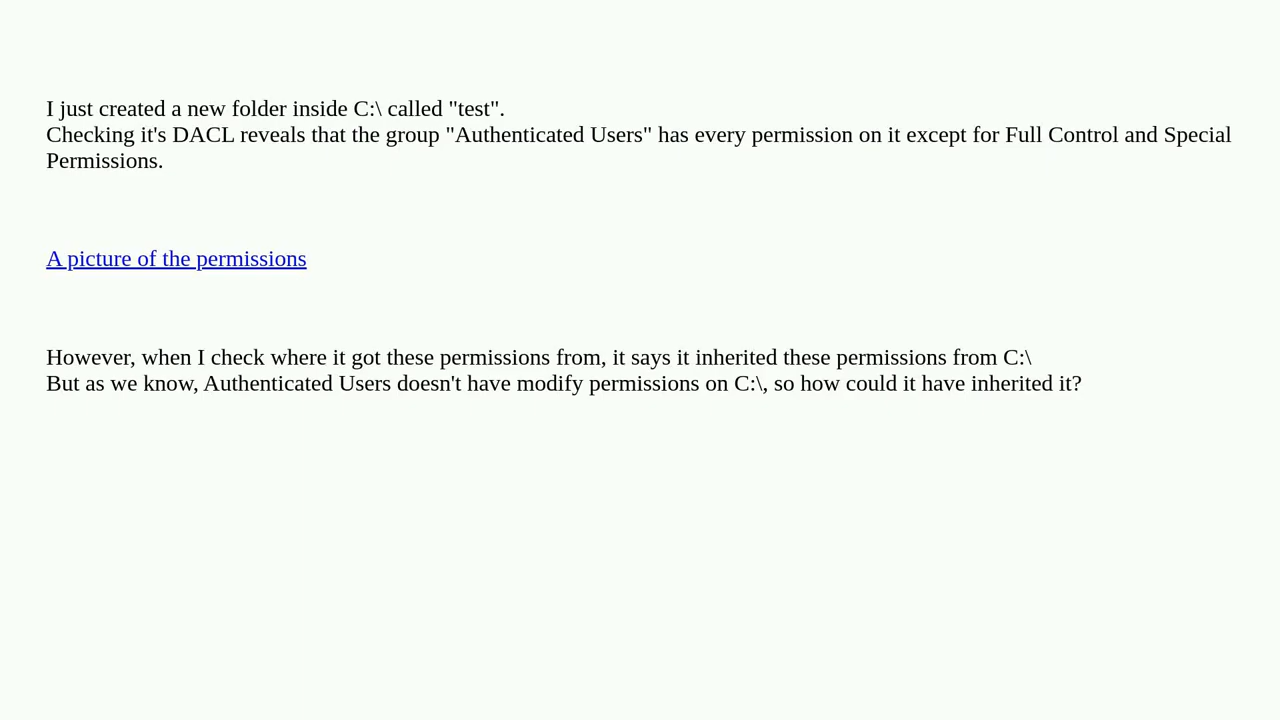 I just created a new folder inside C:\ called "test".
Checking it's DACL reveals that the group "Authenticated Users" has every permission on it except for Full Control and Special
Permissions.
A picture of the permissions
However, when I check where it got these permissions from, it says it inherited these permissions from C:\
But as we know, Authenticated Users doesn't have modify permissions on C:\, so how could it have inherited it?